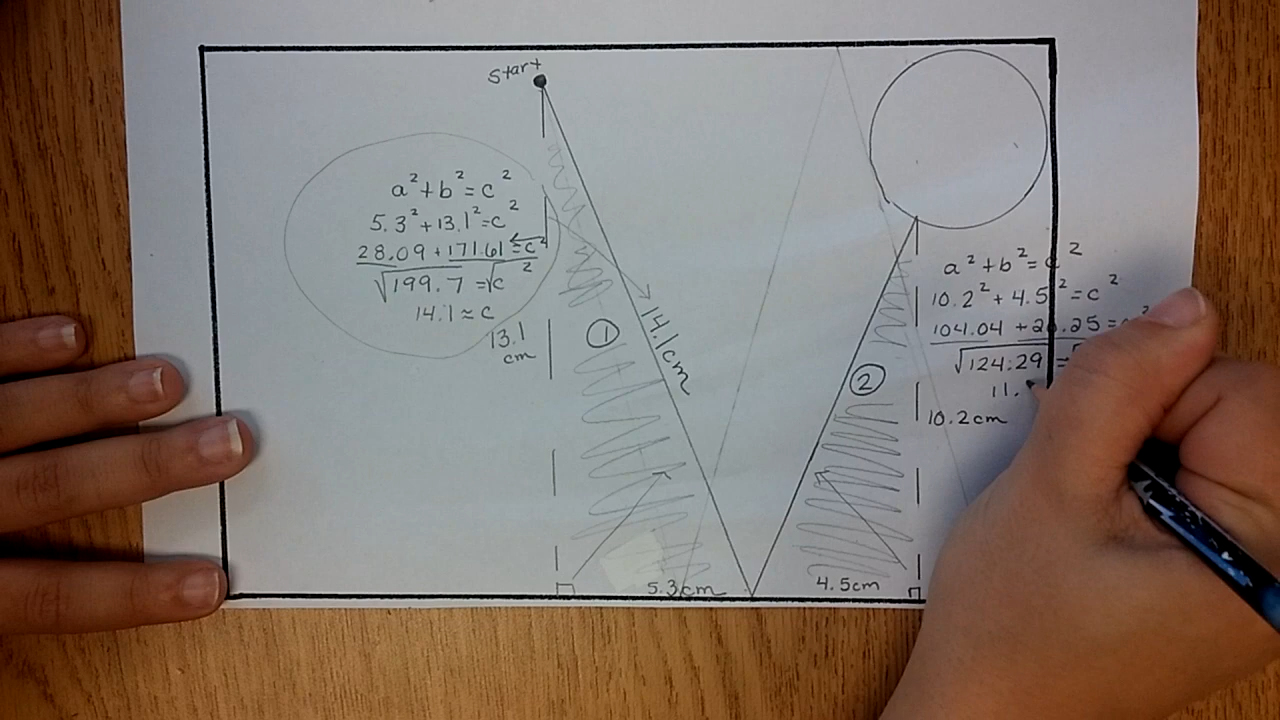 Start
a² + b² = c²
5.3² + 13.1² = c²
28.09 + 171.61 = c²
√199.7 = √c²
14.1 ≈ c
13.1
cm
①
14.1cm
5.3cm
②
a² + b² = c²
10.2² + 4.5² = c²
104.04 + 20.25 =
√124.29 =
11.
10.2cm
4.5cm